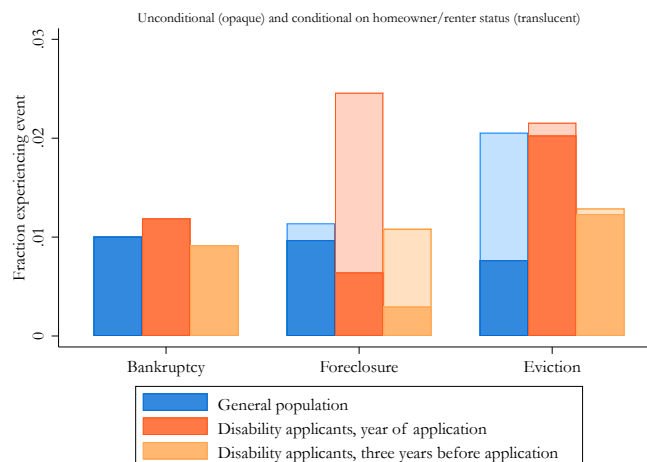 Unconditional (opaque) and conditional on homeowner/renter status (translucent)
.03
.02
.01
0
Fraction experiencing event
Bankruptcy Foreclosure Eviction
General population
Disability applicants, year of application
Disability applicants, three years before application